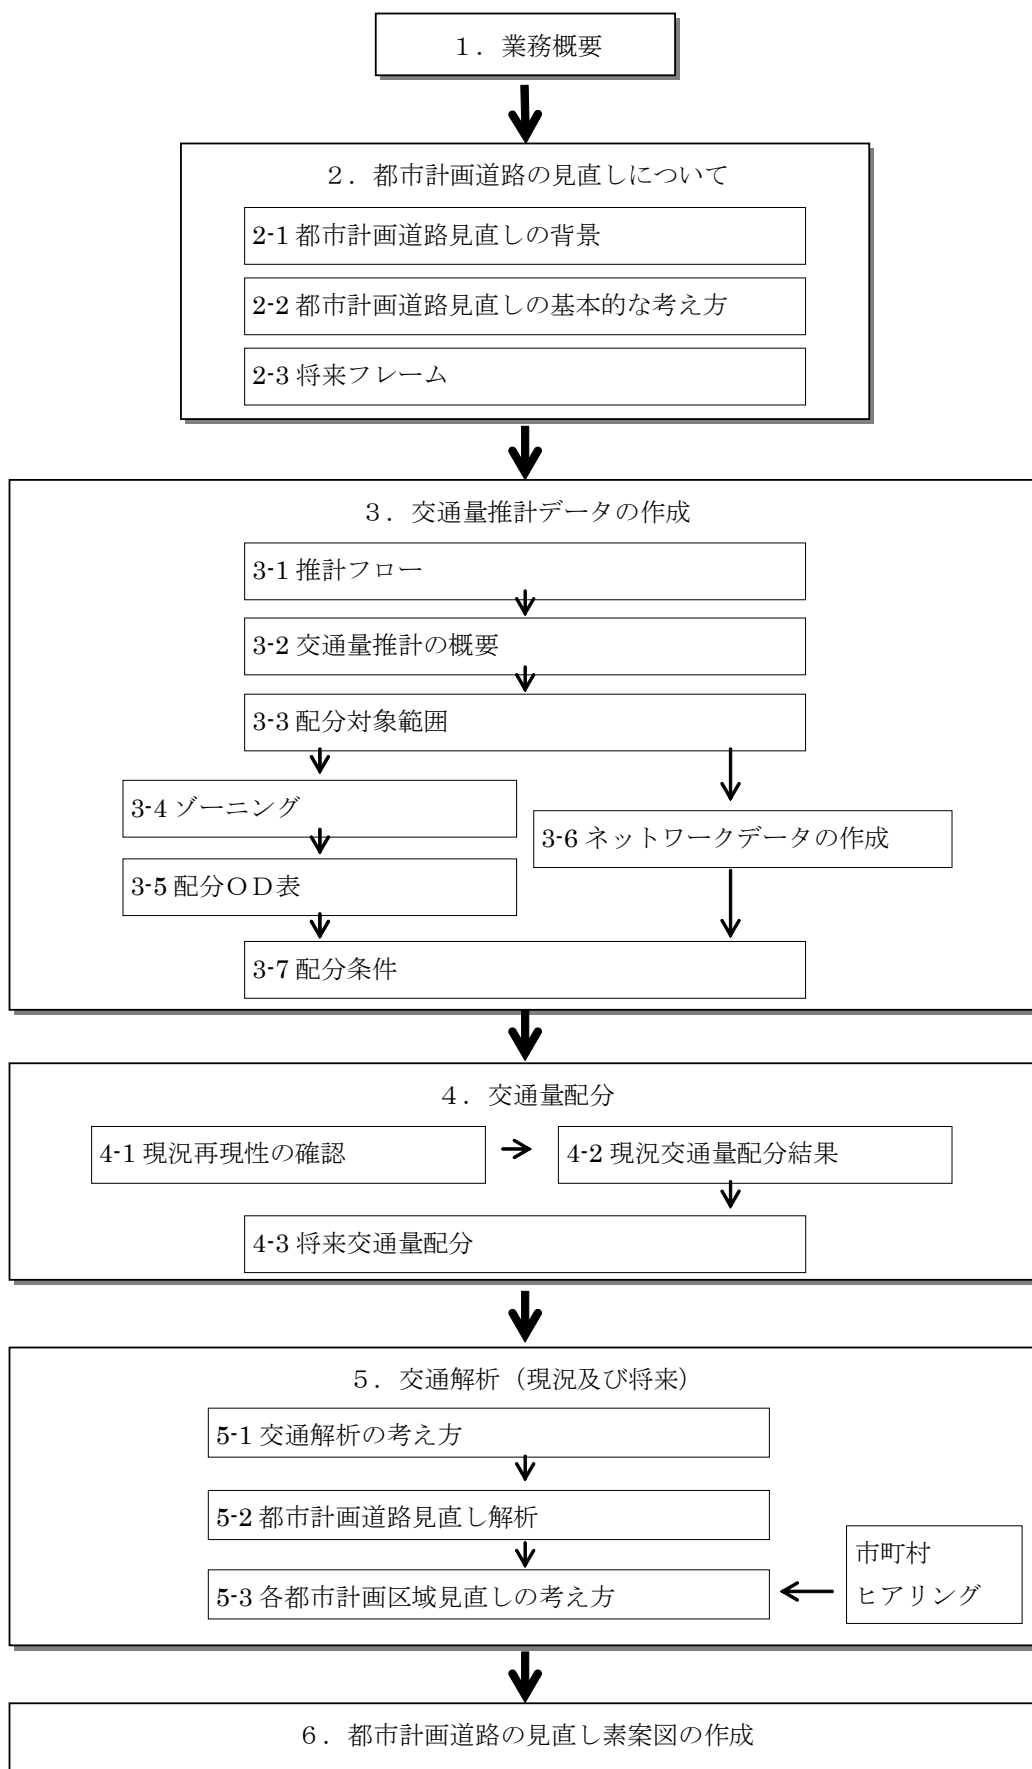 １．業務概要
２．都市計画道路の見直しについて
2-1 都市計画道路見直しの背景
2-2 都市計画道路見直しの基本的な考え方
2-3 将来フレーム
３．交通量推計データの作成
3-1 推計フロー
3-2 交通量推計の概要
3-3 配分対象範囲
3-4 ゾーニング
3-6 ネットワークデータの作成
3-5 配分ＯＤ表
3-7 配分条件
４．交通量配分
4-1 現況再現性の確認
4-2 現況交通量配分結果
4-3 将来交通量配分
５．交通解析（現況及び将来）
5-1 交通解析の考え方
5-2 都市計画道路見直し解析
5-3 各都市計画区域見直しの考え方
市町村
ヒアリング
６．都市計画道路の見直し素案図の作成